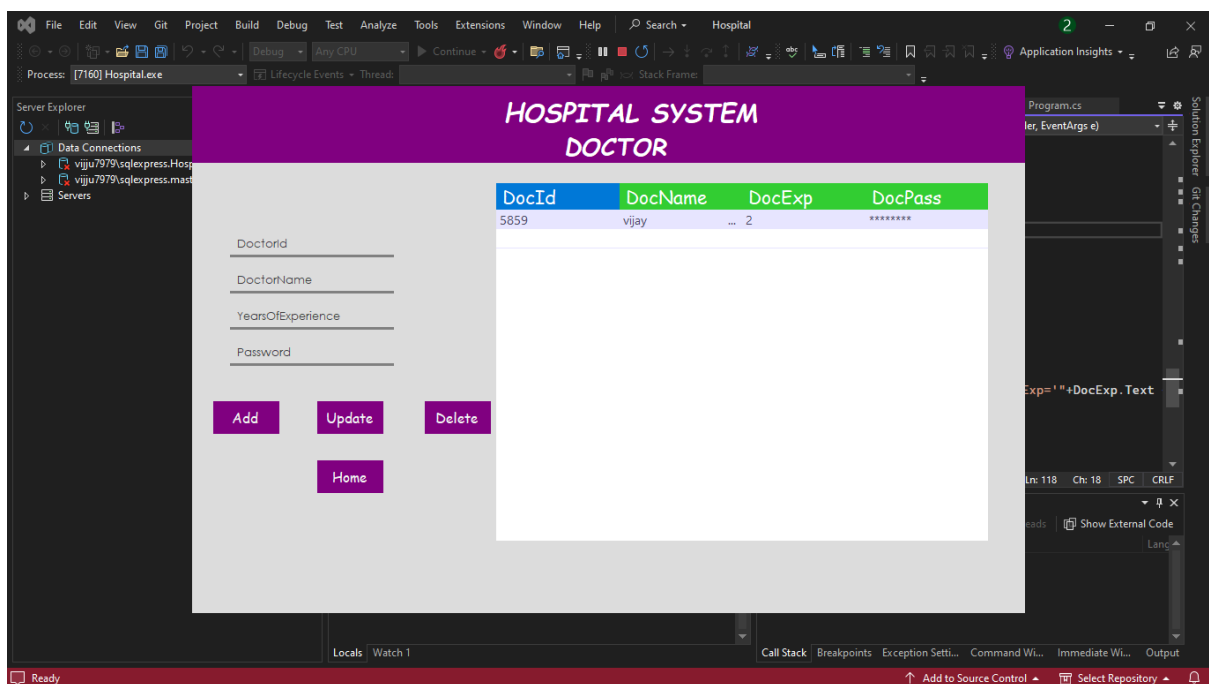 File Edit View Git Project Build Debug Test Analyze Tools Extensions Window Help Search Hospital 2
Debug Any CPU Continue Application Insights
Process: [7160] Hospital.exe Lifecycle Events Thread: Stack Frame:
Server Explorer
Data Connections
vijju7979\sqlexpress.Hosp
vijju7979\sqlexpress.mast
Servers
HOSPITAL SYSTEM
DOCTOR
DocId DocName DocExp DocPass
5859 vijay ... 2 ********
DoctorId
DoctorName
YearsOfExperience
Password
Add Update Delete
Home
Program.cs
ler, EventArgs e)
Exp='"+DocExp.Text
Ln: 118 Ch: 18 SPC CRLF
eads Show External Code
Lang
Solution Explorer
Git Changes
Locals Watch 1
Call Stack Breakpoints Exception Setti... Command Wi... Immediate Wi... Output
Ready Add to Source Control Select Repository